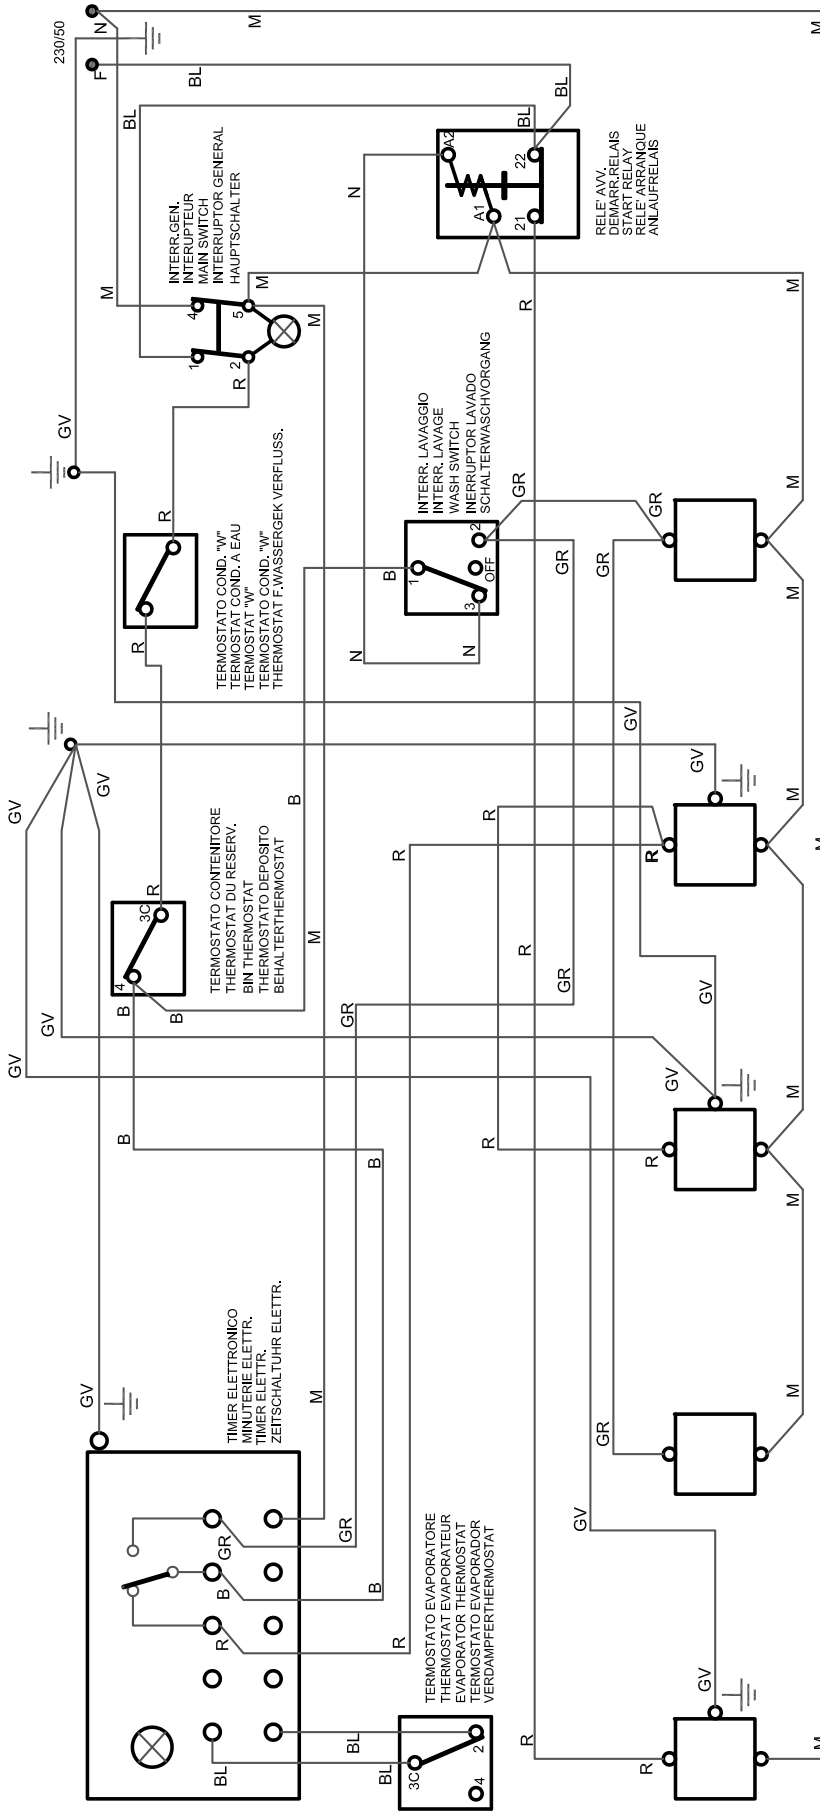 230/50
N
M
M
F
BL
BL
BL
BL
INTERR.GEN.
INTERUPTEUR
MAIN SWITCH
INTERRUPTOR GENERAL
HAUPTSCHALTER
A2
22
A1
21
RELE' AVV.
DEMARR.RELAIS
START RELAY
RELE' ARRANQUE
ANLAUFRELAIS
N
M
4
5
M
M
M
1
2
R
R
GV
R
INTERR. LAVAGGIO
INTERR. LAVAGE
WASH SWITCH
INERRUPTOR LAVADO
SCHALTERWASCHVORGANG
GR
GR
M
2
OFF
1
3
B
GR
GR
M
N
N
R
TERMOSTATO COND. "W"
TERMOSTAT COND. A EAU
TERMOSTAT "W"
TERMOSTATO COND. "W"
THERMOSTAT F.WASSERGEK VERFLUSS.
GV
GV
GV
GV
B
R
R
R
M
M
3C
R
4
TERMOSTATO CONTENITORE
THERMOSTAT DU RESERV.
BIN THERMOSTAT
THERMOSTATO DEPOSITO
BEHALTERTHERMOSTAT
M
R
GR
GV
B
B
GR
GV
GV
GV
M
B
B
R
R
M
GV
TIMER ELETTRONICO
MINUTERIE ELETTR.
TIMER ELETTR.
ZEITSCHALTUHR ELETTR.
M
M
GR
GV
GR
GR
B
B
R
R
TERMOSTATO EVAPORATORE
THERMOSTAT EVAPORATEUR
EVAPORATOR THERMOSTAT
TERMOSTATO EVAPORADOR
VERDAMPFERTHERMOSTAT
BL
BL
BL
3C
2
4
R
R
GV
M